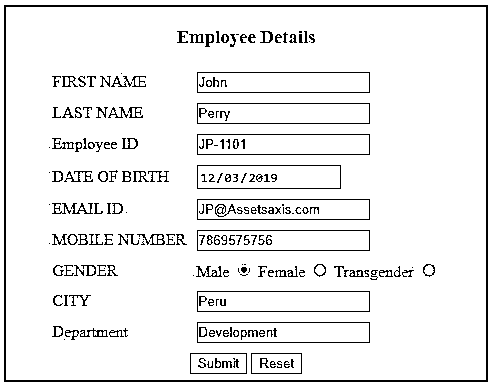 Employee Details
FIRST NAME John
LAST NAME Perry
Employee ID JP-1101
DATE OF BIRTH 12/03/2019
EMAIL ID JP@Assetsaxis.com
MOBILE NUMBER 7869575756
GENDER Male Female Transgender
CITY Peru
Department Development
Submit Reset